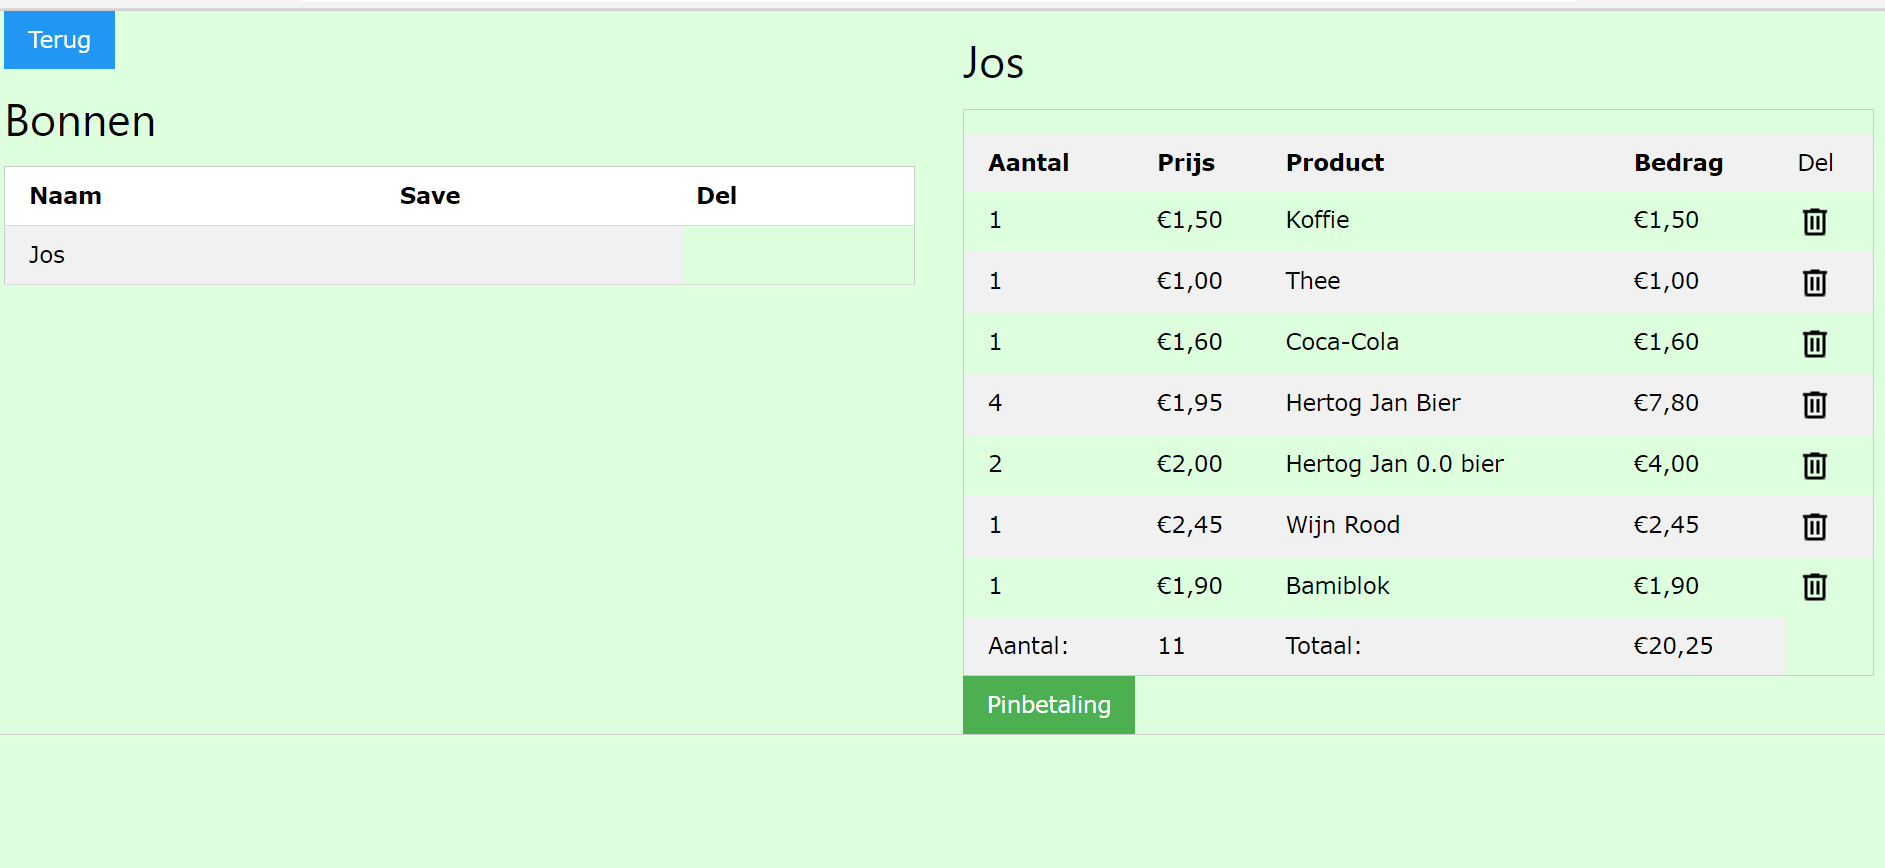 Terug
Bonnen
Naam Save Del
Jos
Jos
Aantal Prijs Product Bedrag Del
1 €1,50 Koffie €1,50
1 €1,00 Thee €1,00
1 €1,60 Coca-Cola €1,60
4 €1,95 Hertog Jan Bier €7,80
2 €2,00 Hertog Jan 0.0 bier €4,00
1 €2,45 Wijn Rood €2,45
1 €1,90 Bamiblok €1,90
Aantal: 11 Totaal: €20,25
Pinbetaling